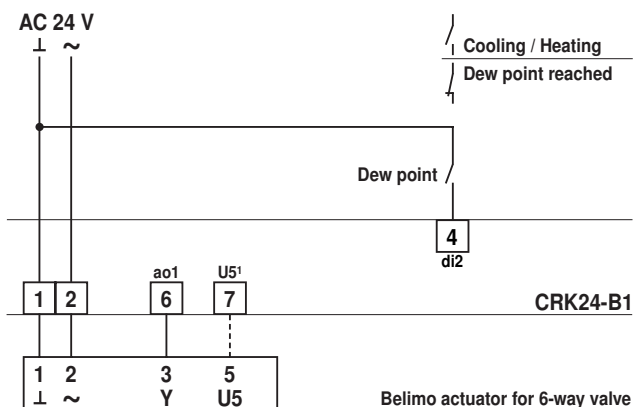 AC 24 V
⊥ ~
Cooling / Heating
Dew point reached
Dew point
4
di2
ao1 U5¹
1 2 6 7
CRK24-B1
1 2 3 5
⊥ ~ Y U5
Belimo actuator for 6-way valve